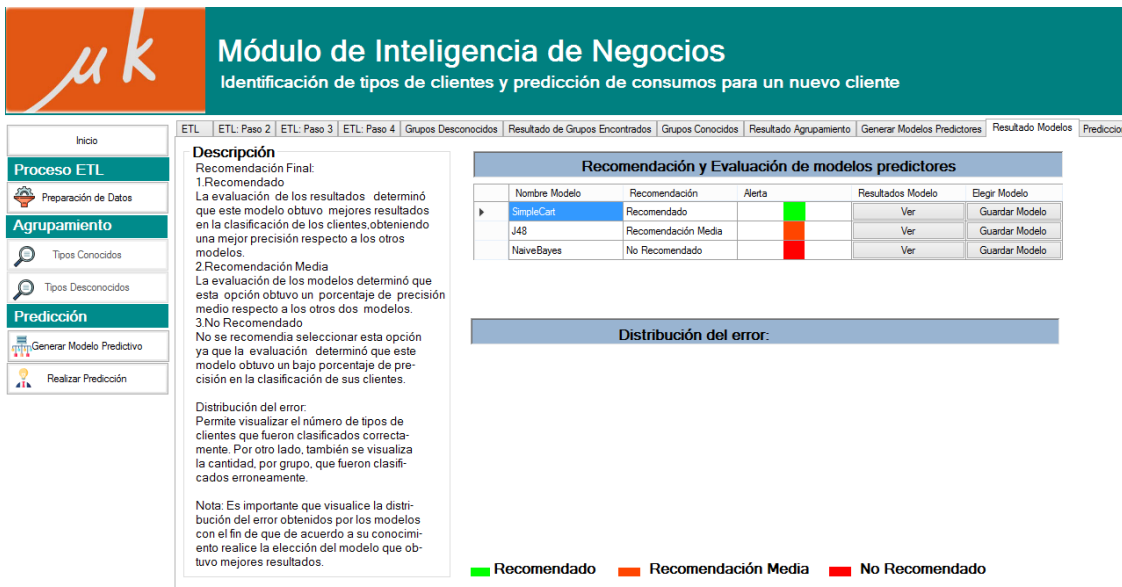 μk
Módulo de Inteligencia de Negocios
Identificación de tipos de clientes y predicción de consumos para un nuevo cliente
Inicio
Proceso ETL
Preparación de Datos
Agrupamiento
Tipos Conocidos
Tipos Desconocidos
Predicción
Generar Modelo Predictivo
Realizar Predicción
ETL ETL: Paso 2 ETL: Paso 3 ETL: Paso 4 Grupos Desconocidos Resultado de Grupos Encontrados Grupos Conocidos Resultado Agrupamiento Generar Modelos Predictores Resultado Modelos Prediccion
Descripción
Recomendación Final:
1.Recomendado
La evaluación de los resultados determinó
que este modelo obtuvo mejores resultados
en la clasificación de los clientes,obteniendo
una mejor precisión respecto a los otros
modelos.
2.Recomendación Media
La evaluación de los modelos determinó que
esta opción obtuvo un porcentaje de precisión
medio respecto a los otros dos modelos.
3.No Recomendado
No se recomendia seleccionar esta opción
ya que la evaluación determinó que este
modelo obtuvo un bajo porcentaje de pre-
cisión en la clasificación de sus clientes.
Distribución del error:
Permite visualizar el número de tipos de
clientes que fueron clasificados correcta-
mente. Por otro lado, también se visualiza
la cantidad, por grupo, que fueron clasifi-
cados erroneamente.
Nota: Es importante que visualice la distri-
bución del error obtenidos por los modelos
con el fin de que de acuerdo a su conocimi-
ento realice la elección del modelo que ob-
tuvo mejores resultados.
Recomendación y Evaluación de modelos predictores
Nombre Modelo Recomendación Alerta Resultados Modelo Elegir Modelo
SimpleCart Recomendado Ver Guardar Modelo
J48 Recomendación Media Ver Guardar Modelo
NaiveBayes No Recomendado Ver Guardar Modelo
Distribución del error:
Recomendado Recomendación Media No Recomendado